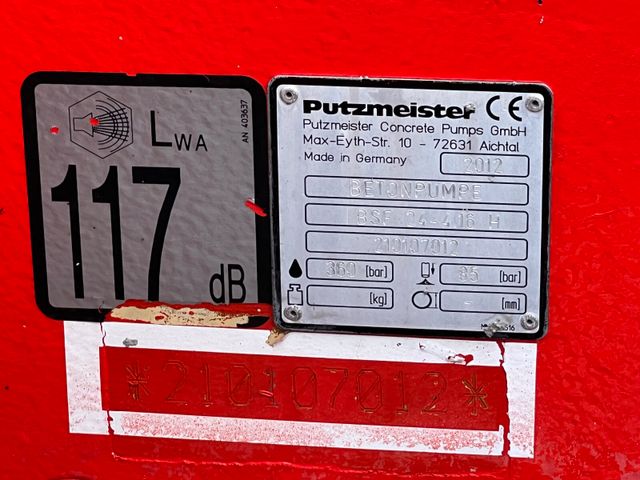 LWA
AN 403637
117
dB
Putzmeister CE
Putzmeister Concrete Pumps GmbH
Max-Eyth-Str. 10 - 72631 Aichtal
Made in Germany 2012
BETONPUMPE
BSF 24-4.16 H
210107012
360 [bar] 85 [bar]
[kg] - [mm]
*210107012*